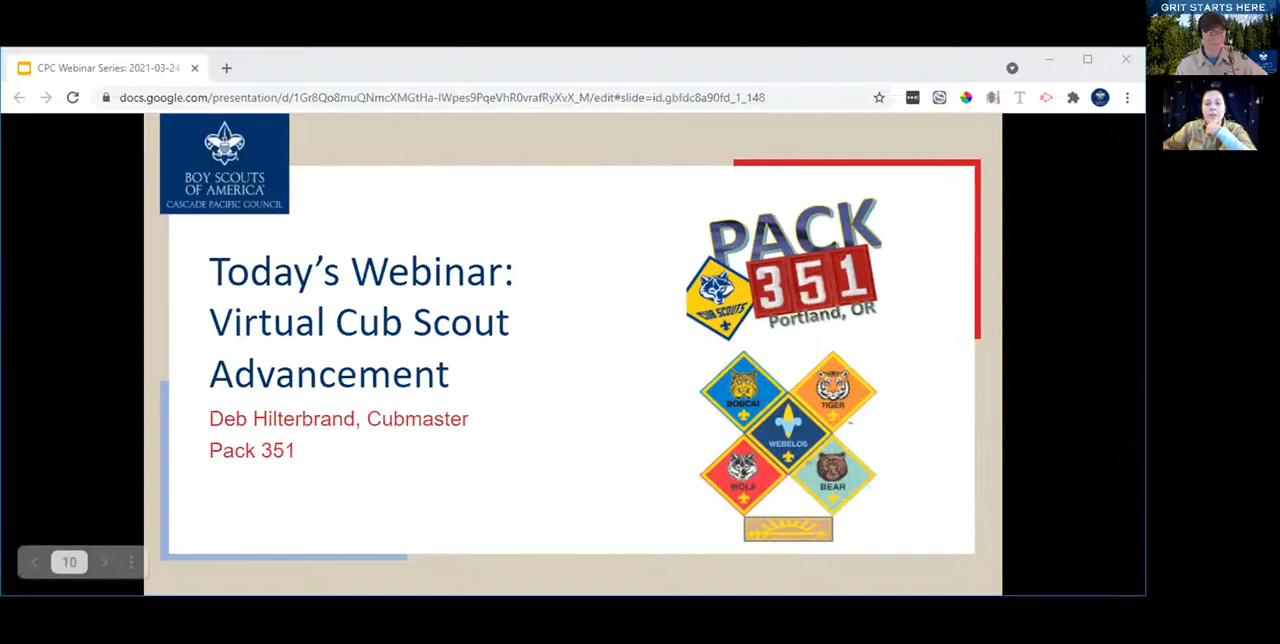 GRIT STARTS HERE
CPC Webinar Series: 2021-03-24
docs.google.com/presentation/d/1Gr8Qo8muQNmcXMGtHa-IWpes9PqeVhR0vrafRyXvX_M/edit#slide=id.gbfdc8a90fd_1_148
BOY SCOUTS
OF AMERICA
CASCADE PACIFIC COUNCIL
PACK
351
CUB SCOUTS
Portland, OR
Today's Webinar:
Virtual Cub Scout
Advancement
Deb Hilterbrand, Cubmaster
Pack 351
BOBCAT
TIGER
WEBELOS
WOLF
BEAR
10